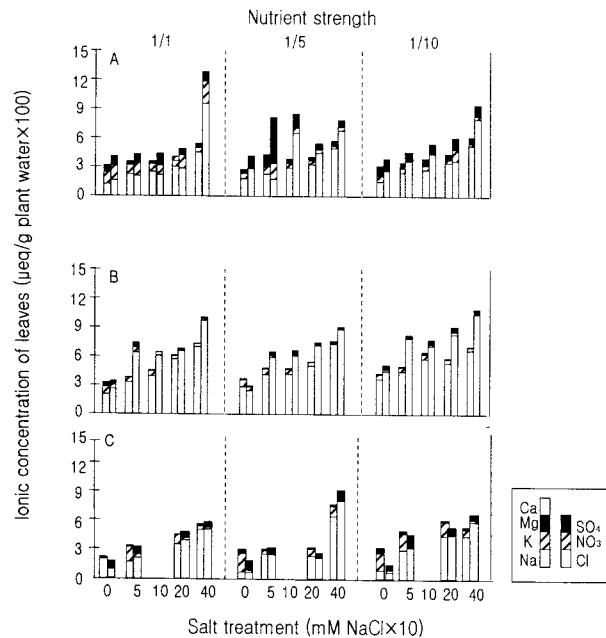 Nutrient strength
1/1 1/5 1/10
Ionic concentration of leaves (μeq/g plant water×100)
15
A
12
9
6
3
0
15
B
12
9
6
3
0
15
C
12
9
6
3
0
0 5 10 20 40 0 5 10 20 40 0 5 10 20 40
Salt treatment (mM NaCl×10)
Ca
Mg SO₄
K NO₃
Na Cl